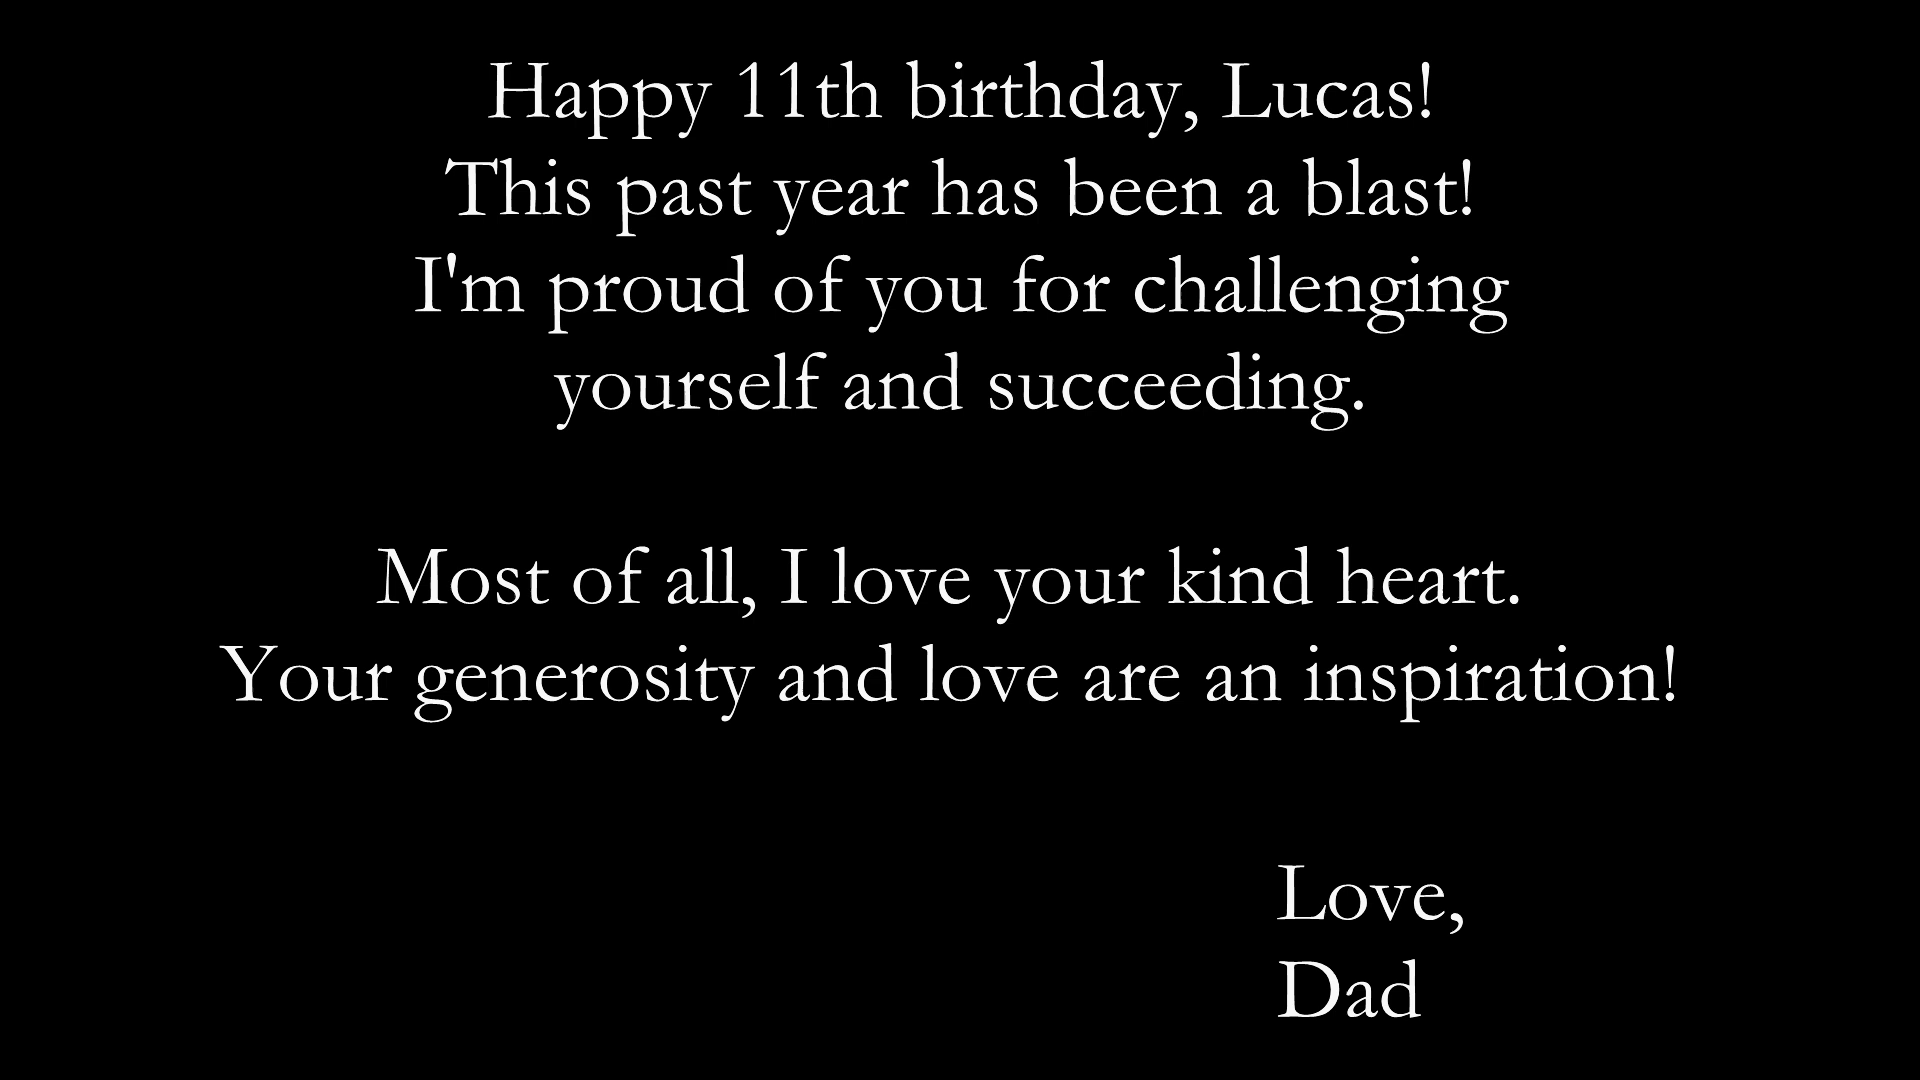 Happy 11th birthday, Lucas!
This past year has been a blast!
I'm proud of you for challenging
yourself and succeeding.
Most of all, I love your kind heart.
Your generosity and love are an inspiration!
Love,
Dad